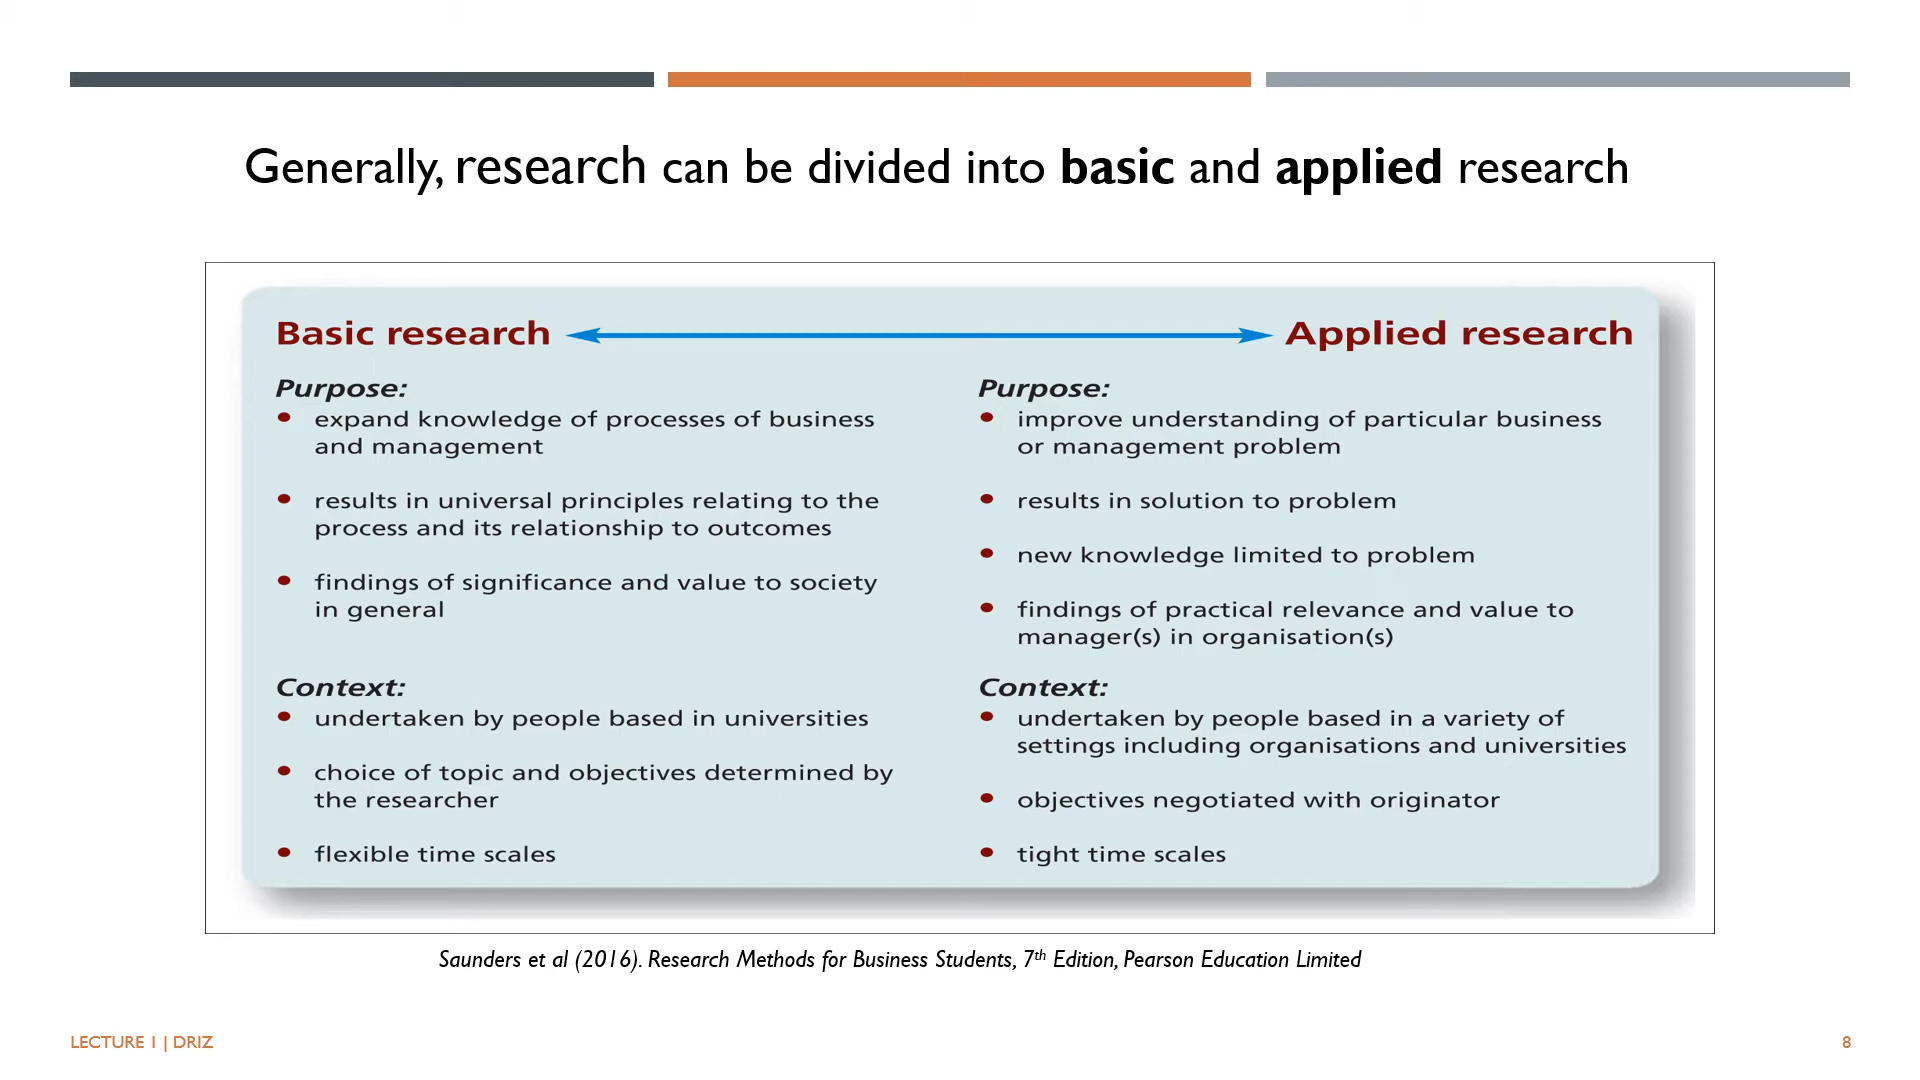 Generally, research can be divided into basic and applied research
Basic research
Applied research
Purpose:
• expand knowledge of processes of business
and management
• results in universal principles relating to the
process and its relationship to outcomes
• findings of significance and value to society
in general
Context:
• undertaken by people based in universities
• choice of topic and objectives determined by
the researcher
• flexible time scales
Purpose:
• improve understanding of particular business
or management problem
• results in solution to problem
• new knowledge limited to problem
• findings of practical relevance and value to
manager(s) in organisation(s)
Context:
• undertaken by people based in a variety of
settings including organisations and universities
• objectives negotiated with originator
• tight time scales
Saunders et al (2016). Research Methods for Business Students, 7th Edition, Pearson Education Limited
LECTURE 1 | DRIZ
8